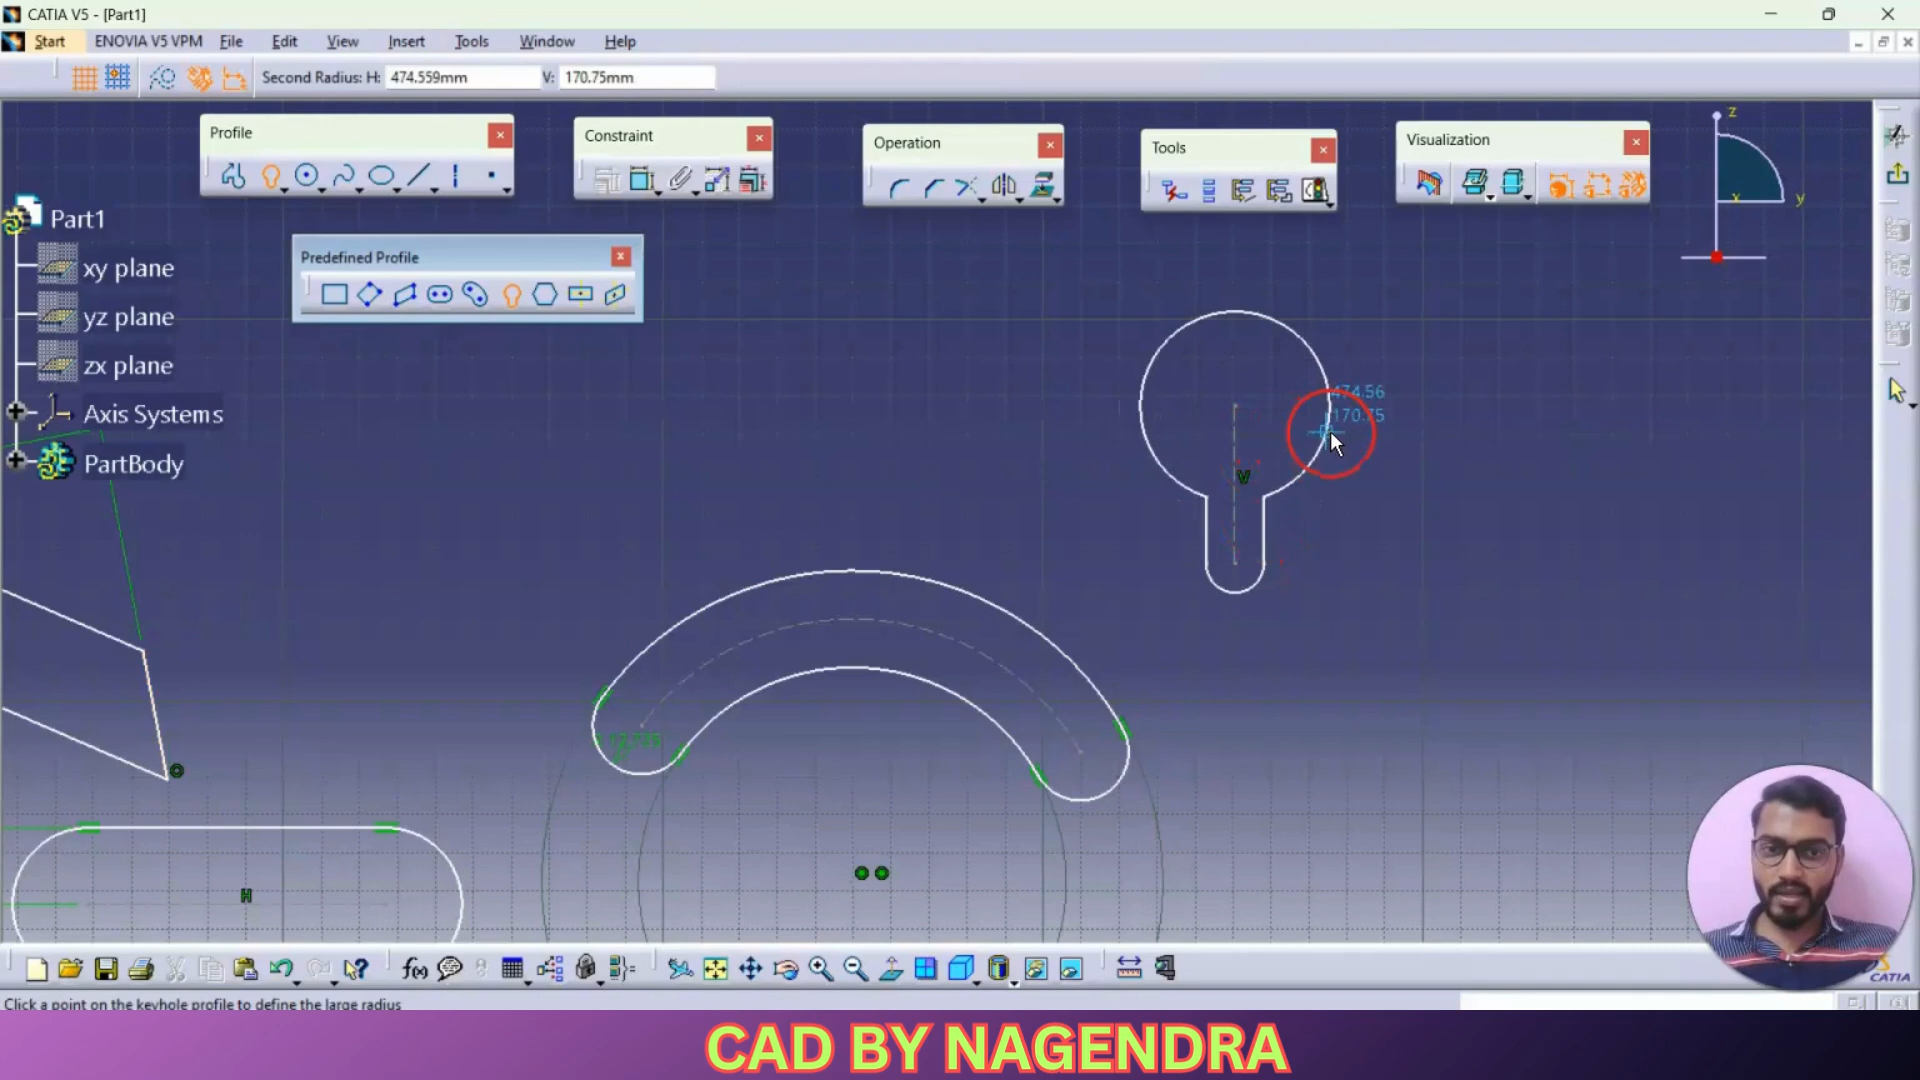 CATIA V5 - [Part1]
Start ENOVIA V5 VPM File Edit View Insert Tools Window Help
Second Radius: H: 474.559mm V: 170.75mm
Profile
Constraint
Operation
Tools
Visualization
Predefined Profile
z
x
y
Part1
xy plane
yz plane
zx plane
Axis Systems
PartBody
474.56
170.75
V
H
f(x)
CATIA
Click a point on the keyhole profile to define the large radius
CAD BY NAGENDRA